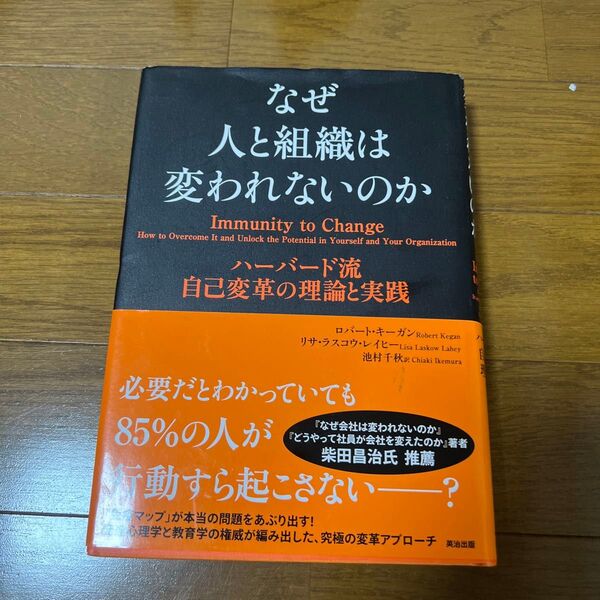 なぜ
人と組織は
変われないのか
Immunity to Change
How to Overcome It and Unlock the Potential in Yourself and Your Organization
ハーバード流
自己変革の理論と実践
ロバート・キーガン Robert Kegan
リサ・ラスコウ・レイヒー Lisa Laskow Lahey
池村千秋 訳 Chiaki Ikemura
必要だとわかっていても
85%の人が
行動すら起こさない——?
『なぜ会社は変われないのか』
『どうやって社員が会社を変えたのか』著者
柴田昌治氏 推薦
マップ」が本当の問題をあぶり出す!
心理学と教育学の権威が編み出した、究極の変革アプローチ
英治出版